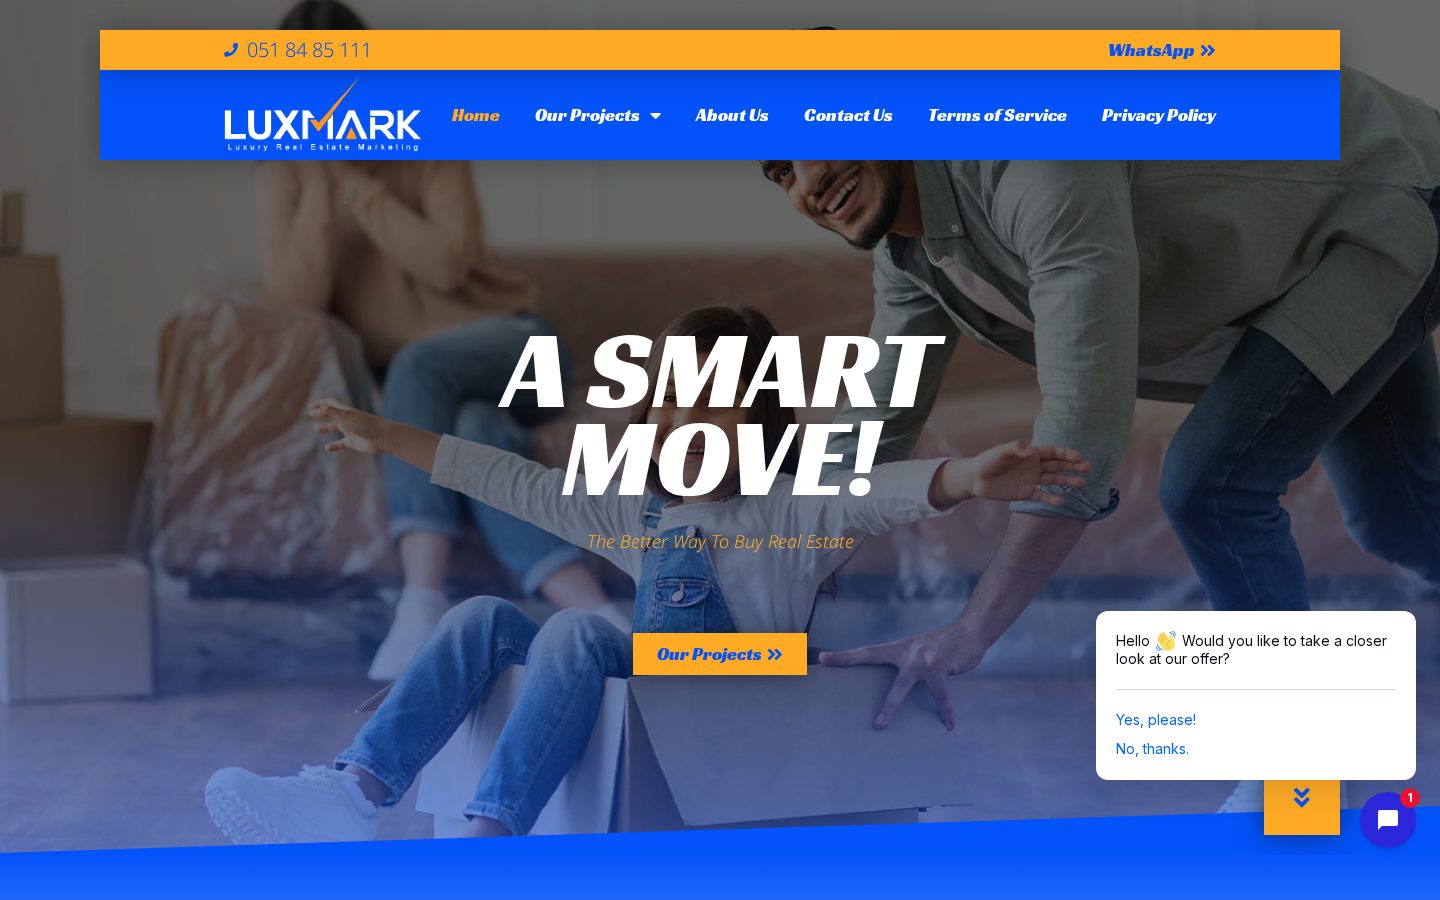 051 84 85 111
WhatsApp
LUXMARK
Luxury Real Estate Marketing
Home
Our Projects
About Us
Contact Us
Terms of Service
Privacy Policy
A SMART
MOVE!
The Better Way To Buy Real Estate
Our Projects
Hello 👋 Would you like to take a closer
look at our offer?
Yes, please!
No, thanks.
1